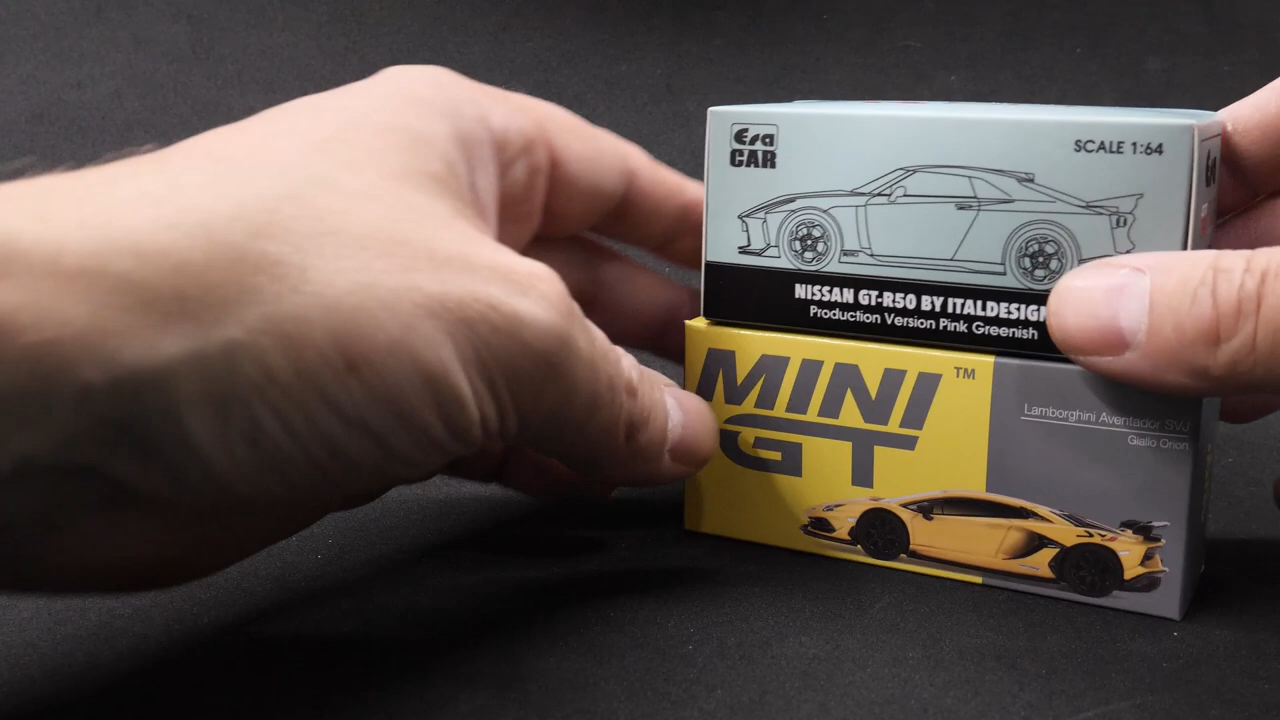 Era
CAR
SCALE 1:64
NISSAN GT-R50 BY ITALDESIGN
Production Version Pink Greenish
MINI
GT
TM
Lamborghini Aventador SVJ
Giallo Orion